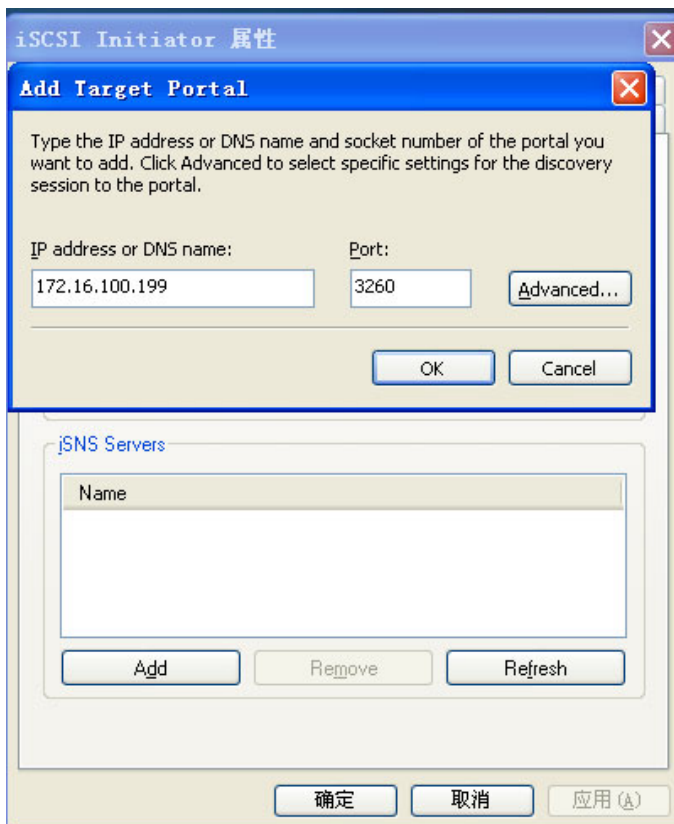 iSCSI Initiator 属性
Add Target Portal
Type the IP address or DNS name and socket number of the portal you
want to add. Click Advanced to select specific settings for the discovery
session to the portal.
IP address or DNS name: Port:
172.16.100.199 3260 Advanced...
OK Cancel
iSNS Servers
Name
Add Remove Refresh
确定 取消 应用(A)